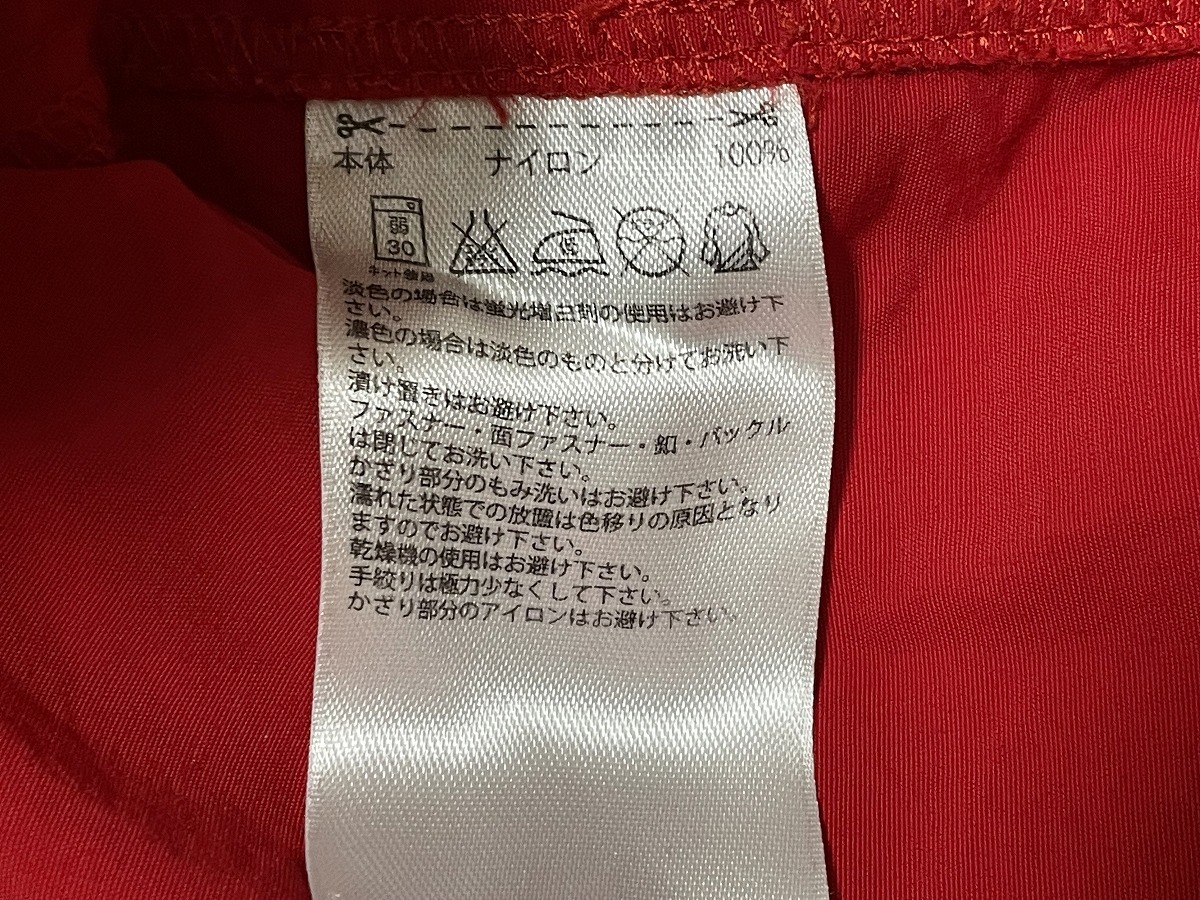 本体 ナイロン 100%
弱
30
ネット使用
低
淡色の場合は蛍光増白剤の使用はお避け下
さい。
濃色の場合は淡色のものと分けてお洗い下
さい。
漬け置きはお避け下さい。
ファスナー・面ファスナー・釦・バックル
は閉じてお洗い下さい。
かざり部分のもみ洗いはお避け下さい。
濡れた状態での放置は色移りの原因となり
ますのでお避け下さい。
乾燥機の使用はお避け下さい。
手絞りは極力少なくして下さい。
かざり部分のアイロンはお避け下さい。